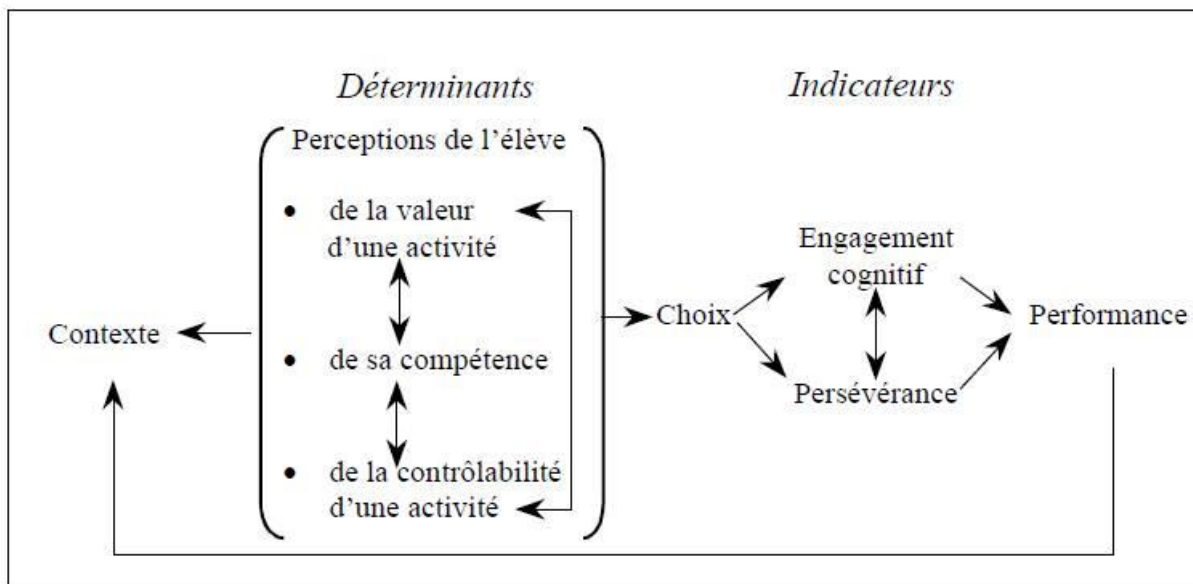 Déterminants
Indicateurs
Perceptions de l'élève
• de la valeur
d'une activité
• de sa compétence
• de la contrôlabilité
d'une activité
Contexte
Choix
Engagement
cognitif
Persévérance
Performance